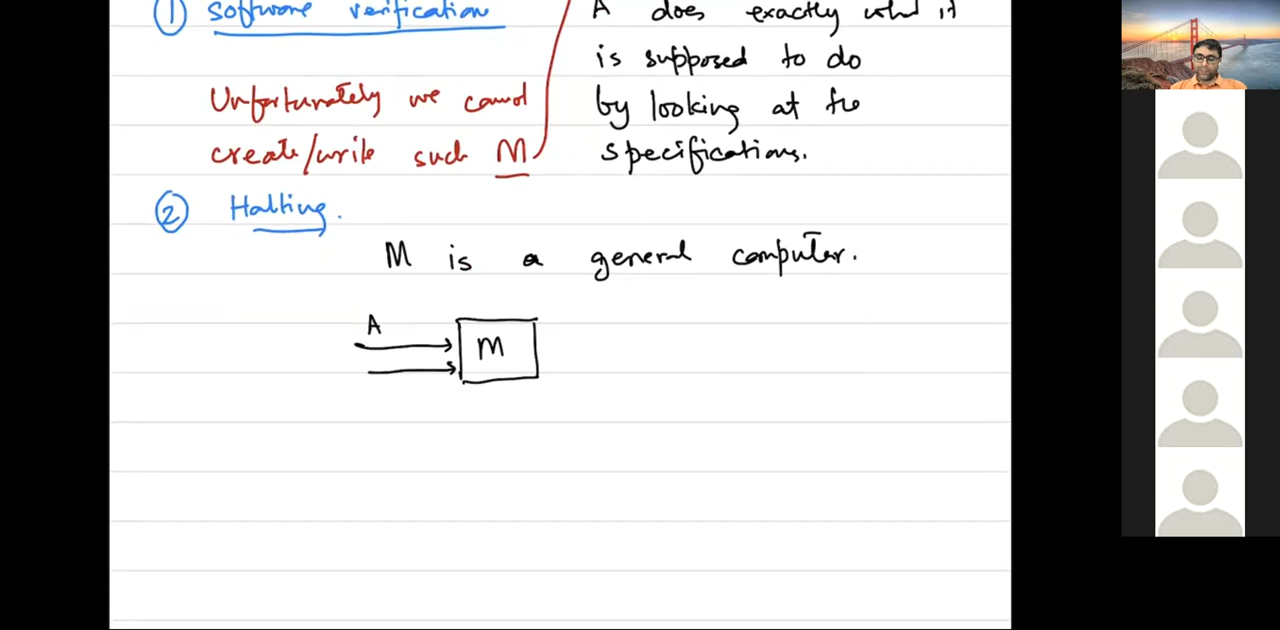 ① Software verification
A does exactly what it
is supposed to do
by looking at the
specifications.
Unfortunately we cannot
create/write such M
② Halting.
M is a general computer.
A
M